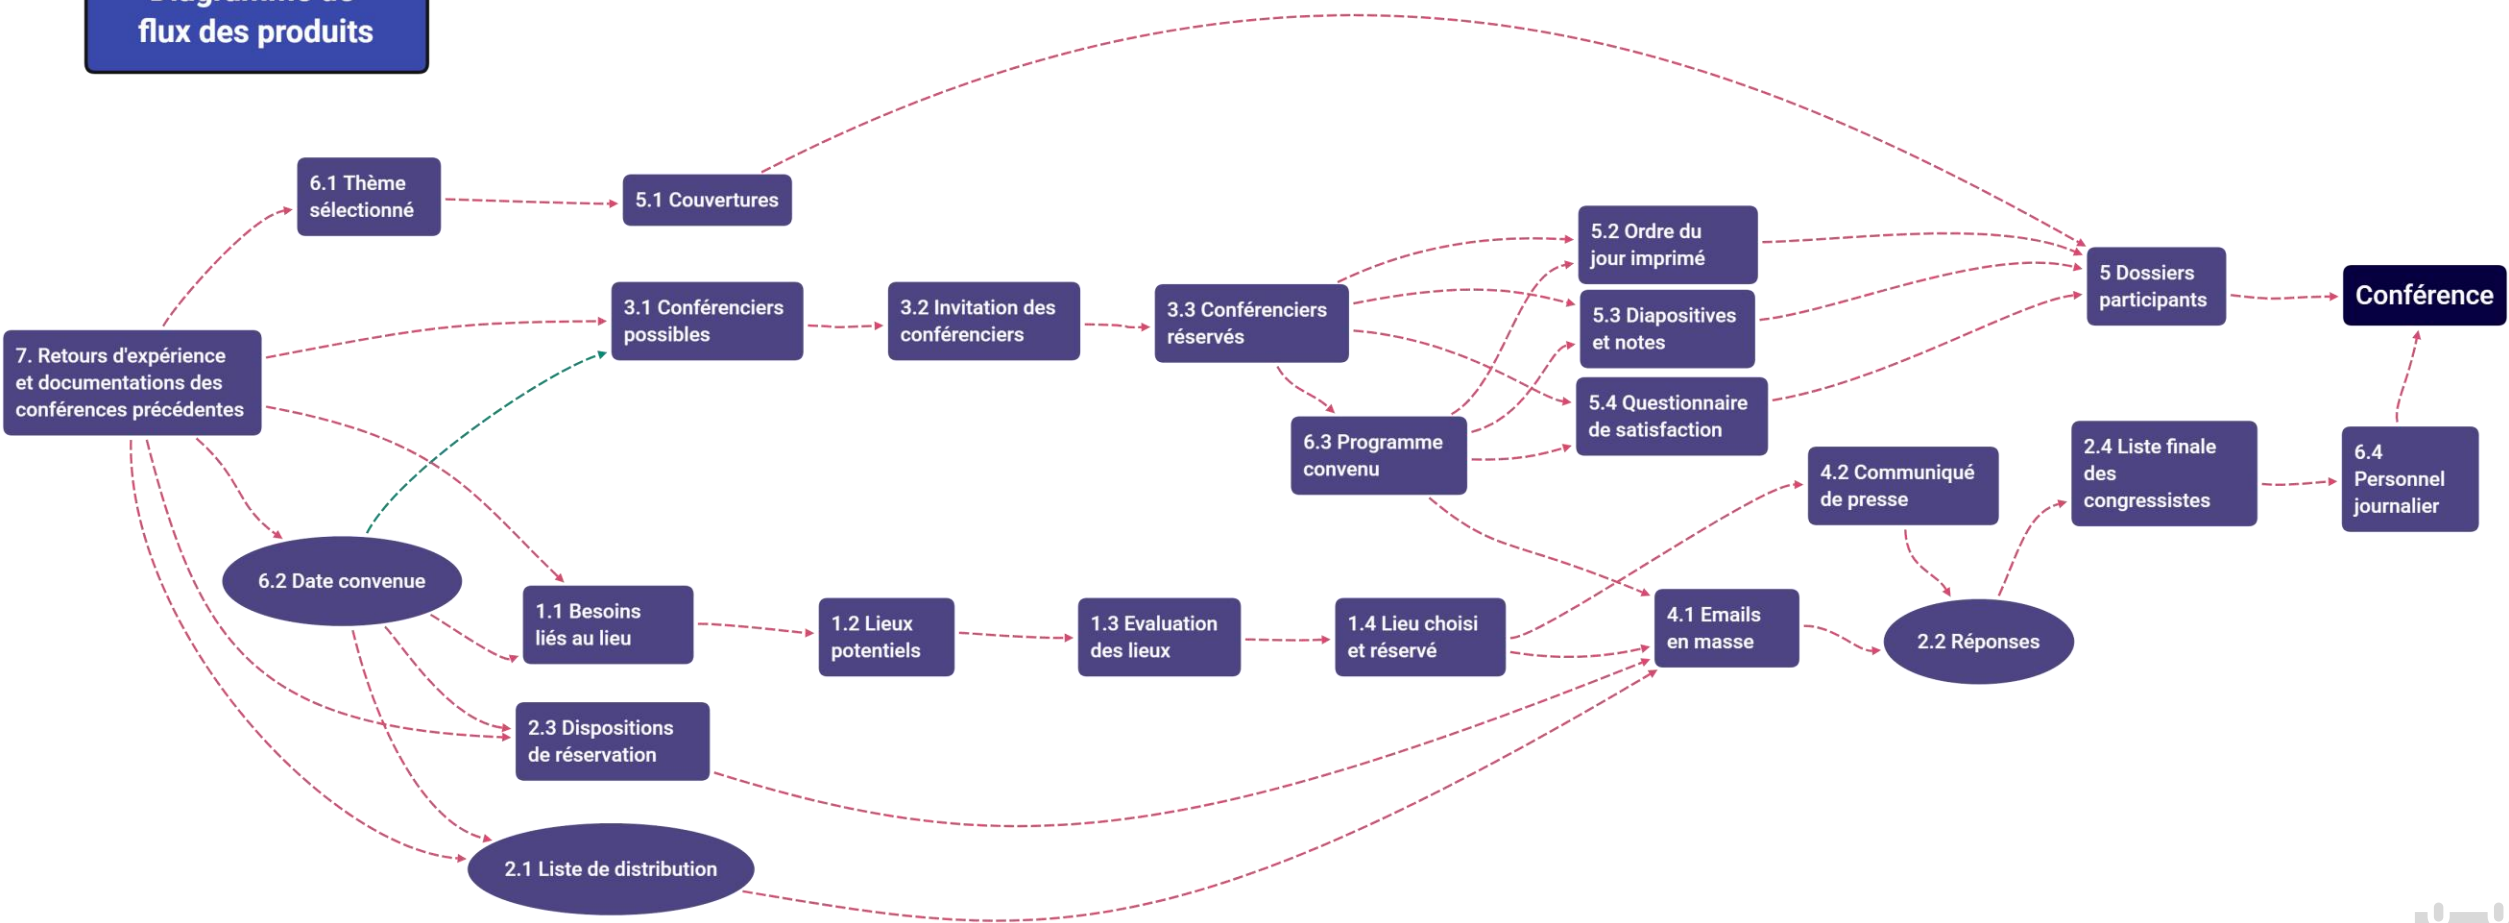 Diagramme de
flux des produits
6.1 Thème
sélectionné
5.1 Couvertures
5.2 Ordre du
jour imprimé
5 Dossiers
participants
Conférence
3.1 Conférenciers
possibles
3.2 Invitation des
conférenciers
3.3 Conférenciers
réservés
5.3 Diapositives
et notes
7. Retours d'expérience
et documentations des
conférences précédentes
5.4 Questionnaire
de satisfaction
6.3 Programme
convenu
4.2 Communiqué
de presse
2.4 Liste finale
des
congressistes
6.4
Personnel
journalier
6.2 Date convenue
1.1 Besoins
liés au lieu
1.2 Lieux
potentiels
1.3 Evaluation
des lieux
1.4 Lieu choisi
et réservé
4.1 Emails
en masse
2.2 Réponses
2.3 Dispositions
de réservation
2.1 Liste de distribution